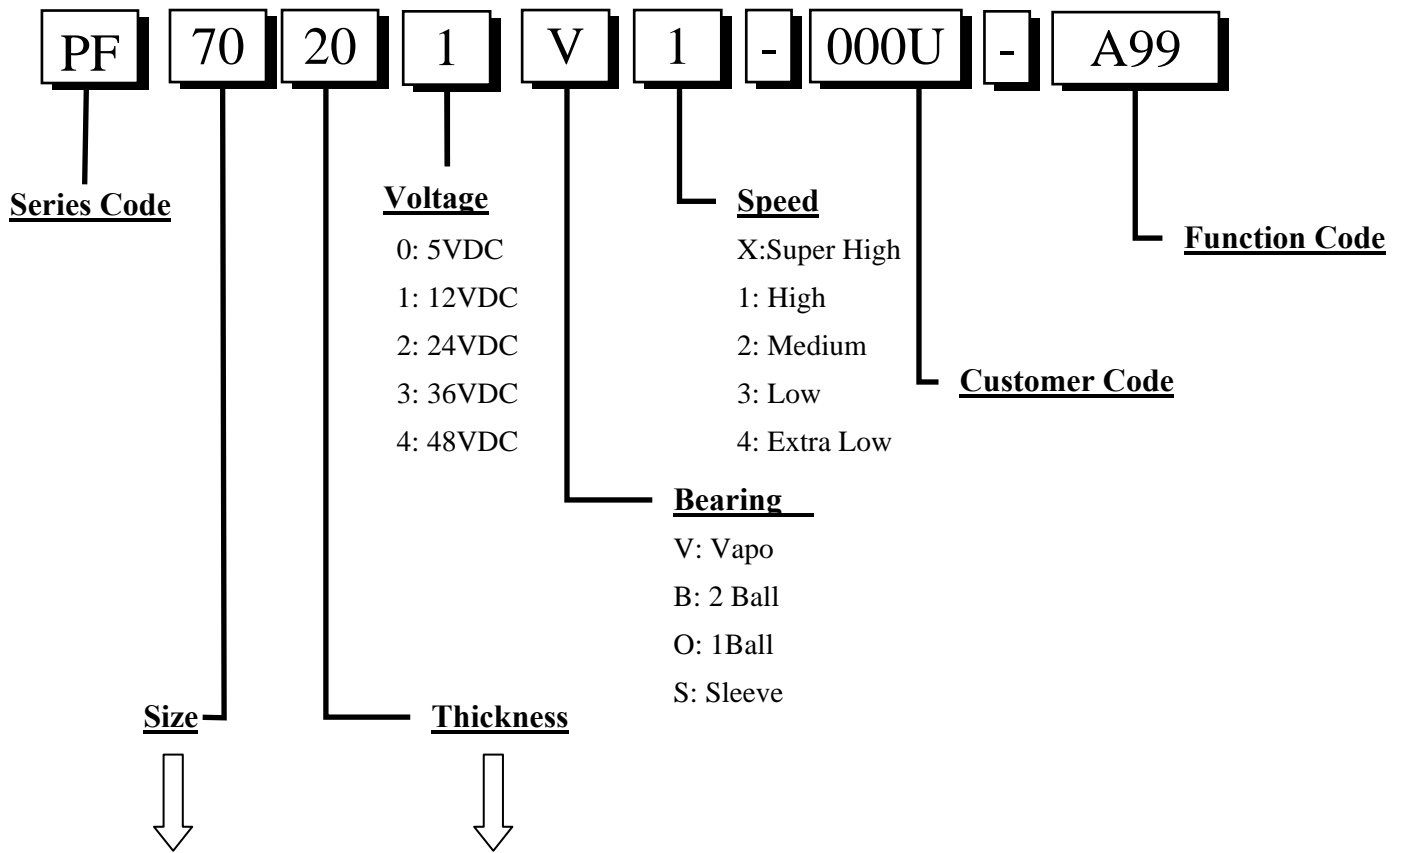 PF 70 20 1 V 1 - 000U - A99
Series Code
Voltage
0: 5VDC
1: 12VDC
2: 24VDC
3: 36VDC
4: 48VDC
Speed
X:Super High
1: High
2: Medium
3: Low
4: Extra Low
Function Code
Customer Code
Bearing
V: Vapo
B: 2 Ball
O: 1Ball
S: Sleeve
Size
Thickness